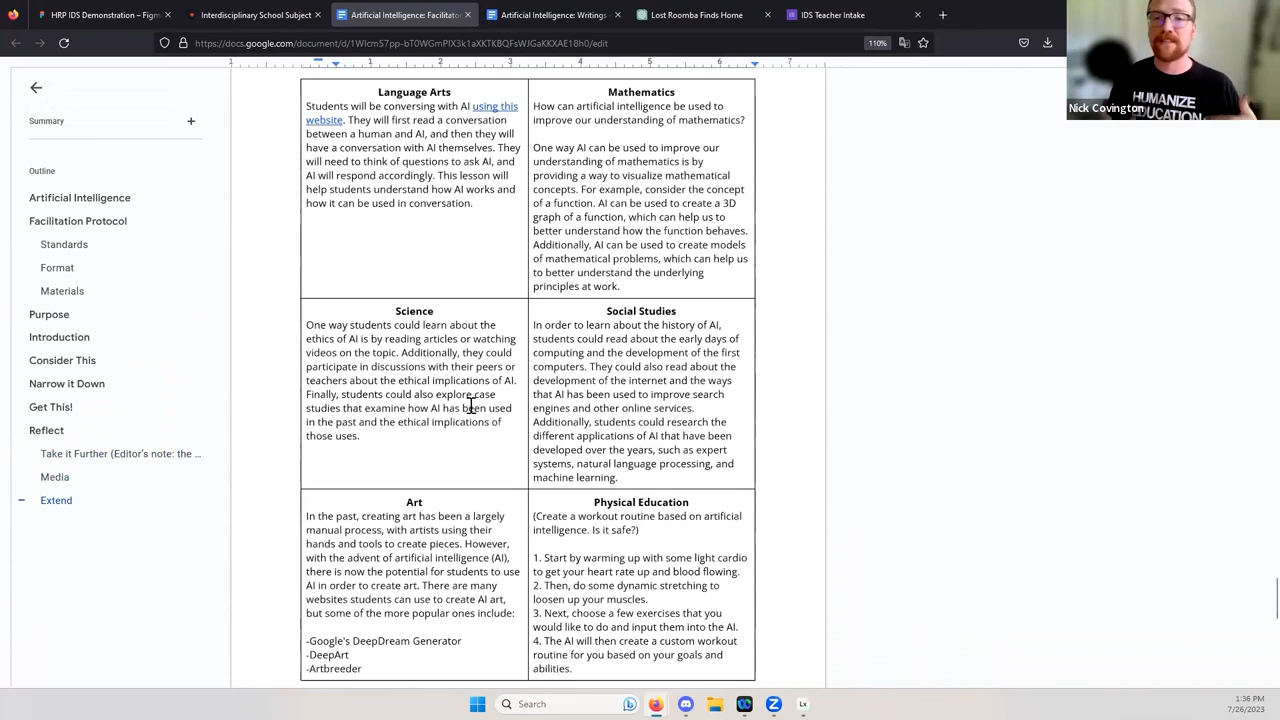 HRP IDS Demonstration – Figm
Interdisciplinary School Subject
Artificial Intelligence: Facilitator
Artificial Intelligence: Writings -
Lost Roomba Finds Home
IDS Teacher Intake
https://docs.google.com/document/d/1WIcm57pp-bT0WGmPIX3k1aXKTKBQFsWJGaKKXAE18h0/edit
110%
1
1 2 3 4 5 6 7
Nick Covington
HUMANIZE
EDUCATION
Summary
Outline
Artificial Intelligence
Facilitation Protocol
Standards
Format
Materials
Purpose
Introduction
Consider This
Narrow it Down
Get This!
Reflect
Take it Further (Editor's note: the ...
Media
Extend
Language Arts
Students will be conversing with AI using this
website. They will first read a conversation
between a human and AI, and then they will
have a conversation with AI themselves. They
will need to think of questions to ask AI, and
AI will respond accordingly. This lesson will
help students understand how AI works and
how it can be used in conversation.
Mathematics
How can artificial intelligence be used to
improve our understanding of mathematics?
One way AI can be used to improve our
understanding of mathematics is by
providing a way to visualize mathematical
concepts. For example, consider the concept
of a function. AI can be used to create a 3D
graph of a function, which can help us to
better understand how the function behaves.
Additionally, AI can be used to create models
of mathematical problems, which can help us
to better understand the underlying
principles at work.
Science
One way students could learn about the
ethics of AI is by reading articles or watching
videos on the topic. Additionally, they could
participate in discussions with their peers or
teachers about the ethical implications of AI.
Finally, students could also explore case
studies that examine how AI has been used
in the past and the ethical implications of
those uses.
Social Studies
In order to learn about the history of AI,
students could read about the early days of
computing and the development of the first
computers. They could also read about the
development of the internet and the ways
that AI has been used to improve search
engines and other online services.
Additionally, students could research the
different applications of AI that have been
developed over the years, such as expert
systems, natural language processing, and
machine learning.
Art
In the past, creating art has been a largely
manual process, with artists using their
hands and tools to create pieces. However,
with the advent of artificial intelligence (AI),
there is now the potential for students to use
AI in order to create art. There are many
websites students can use to create AI art,
but some of the more popular ones include:
-Google's DeepDream Generator
-DeepArt
-Artbreeder
Physical Education
(Create a workout routine based on artificial
intelligence. Is it safe?)
1. Start by warming up with some light cardio
to get your heart rate up and blood flowing.
2. Then, do some dynamic stretching to
loosen up your muscles.
3. Next, choose a few exercises that you
would like to do and input them into the AI.
4. The AI will then create a custom workout
routine for you based on your goals and
abilities.
Search
Lx
1:36 PM
7/26/2023